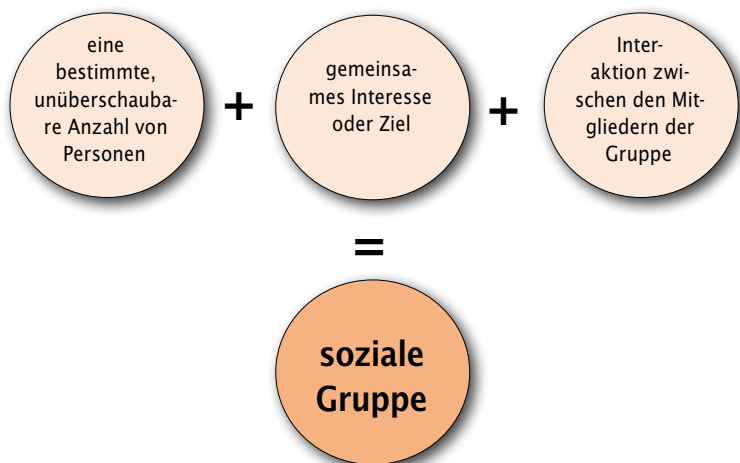 eine
bestimmte,
unüberschauba-
re Anzahl von
Personen
+
gemeinsa-
mes Interesse
oder Ziel
+
Inter-
aktion zwi-
schen den Mit-
gliedern der
Gruppe
=
soziale
Gruppe